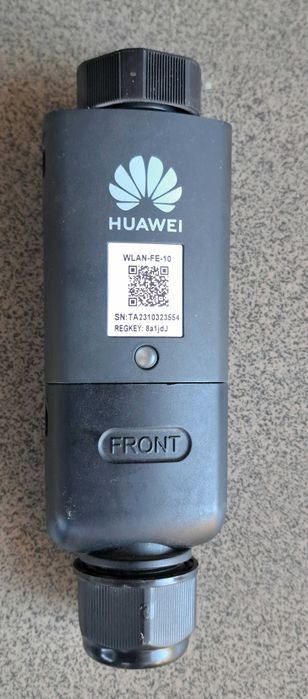 HUAWEI
WLAN-FE-10
SN:TA2310323554
REGKEY: 8a1jdJ
FRONT